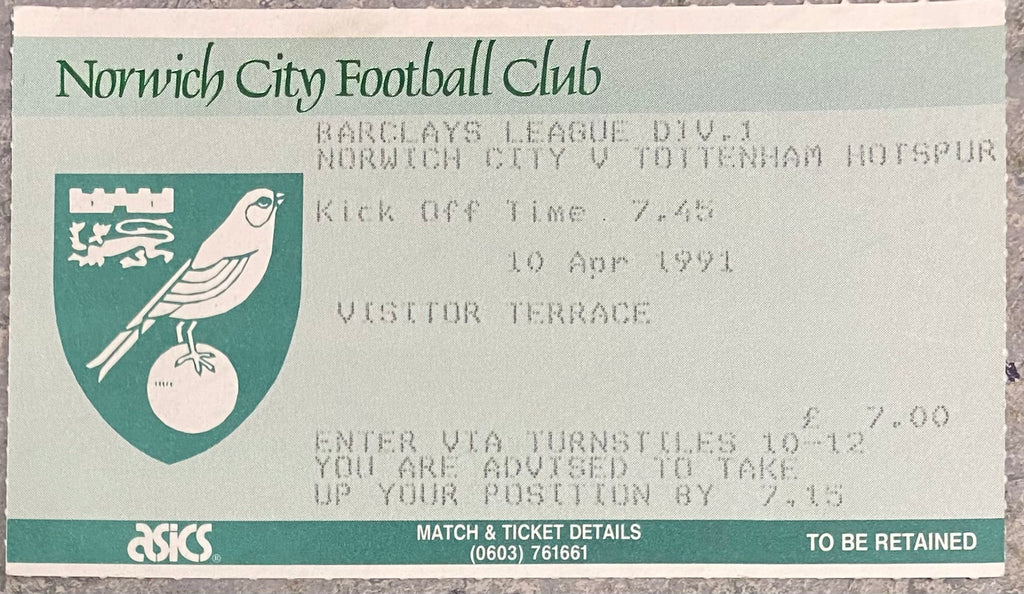 Norwich City Football Club
BARCLAYS LEAGUE DIV.1
NORWICH CITY V TOTTENHAM HOTSPUR
Kick Off Time. 7.45
10 Apr 1991
VISITOR TERRACE
£ 7.00
ENTER VIA TURNSTILES 10-12
YOU ARE ADVISED TO TAKE
UP YOUR POSITION BY 7.15
asics®
MATCH & TICKET DETAILS
(0603) 761661
TO BE RETAINED